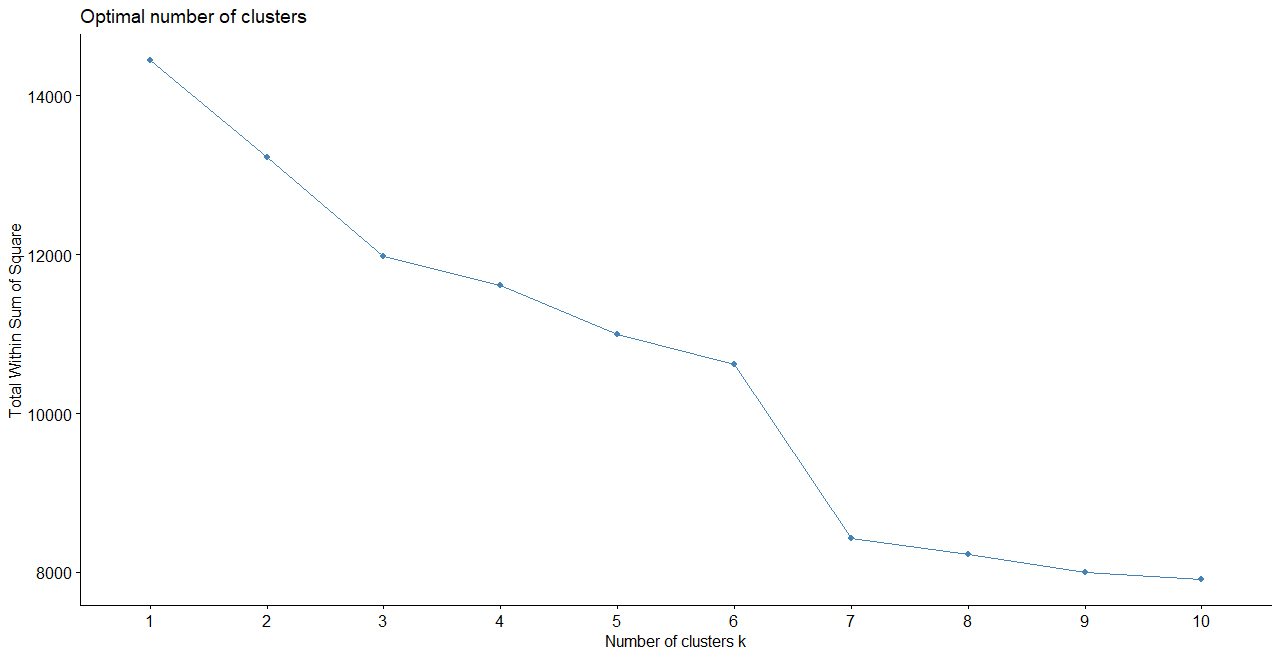 Optimal number of clusters
Total Within Sum of Square
14000
12000
10000
8000
1 2 3 4 5 6 7 8 9 10
Number of clusters k